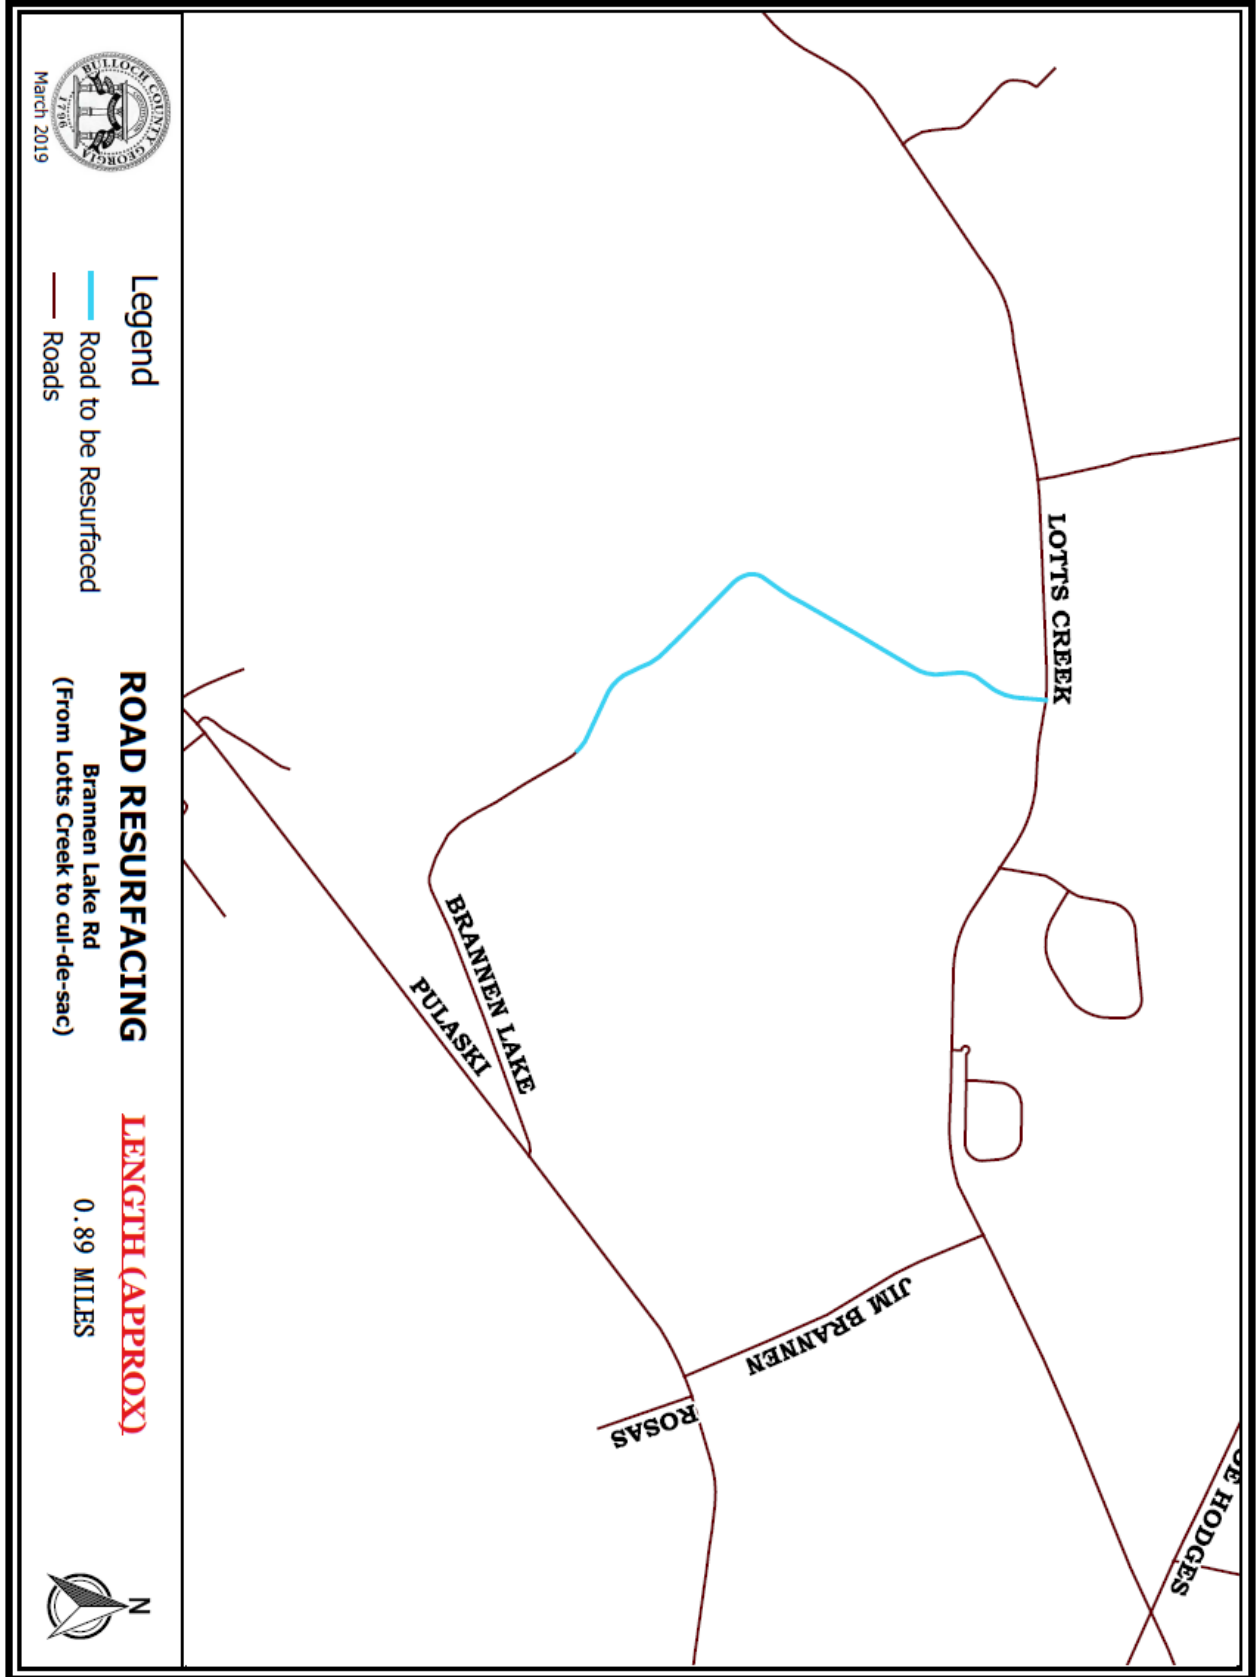 LOTTS CREEK
BRANNEN LAKE
PULASKI
JIM BRANNEN
ROSAS
HODGES
BULLOCH COUNTY GEORGIA
1796
March 2019
Legend
Road to be Resurfaced
Roads
ROAD RESURFACING
Brannen Lake Rd
(From Lotts Creek to cul-de-sac)
LENGTH (APPROX)
0.89 MILES
N